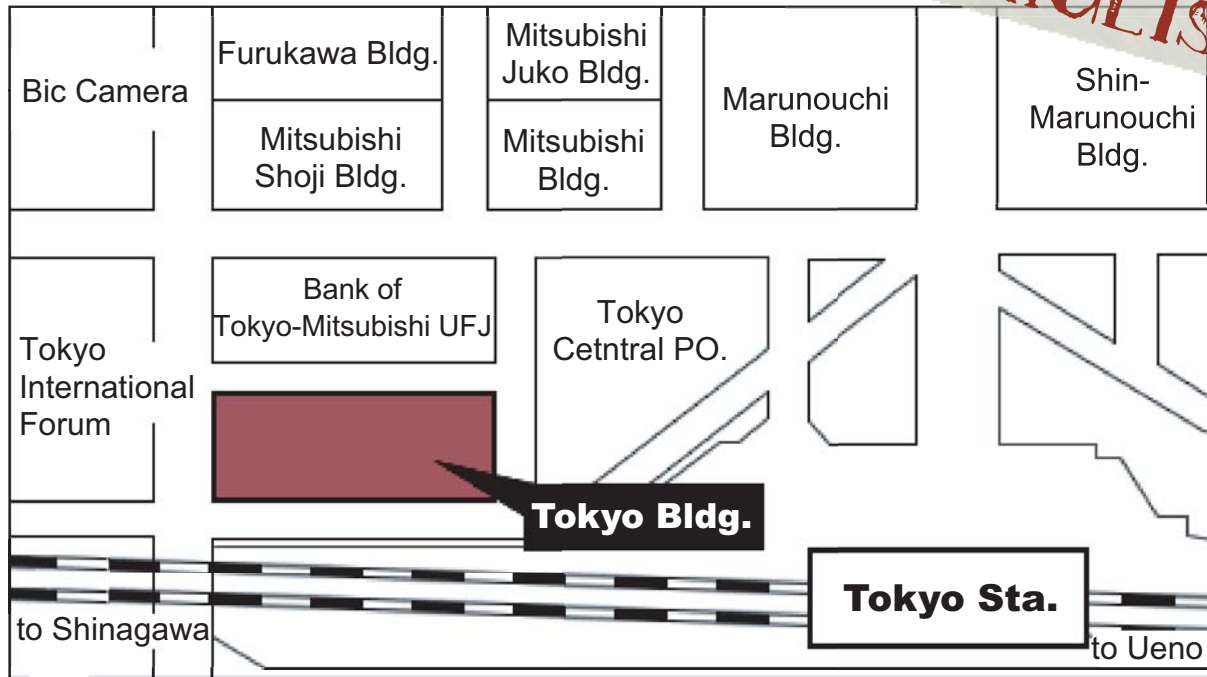 Bic Camera
Furukawa Bldg.
Mitsubishi
Juko Bldg.
Mitsubishi
Shoji Bldg.
Mitsubishi
Bldg.
Marunouchi
Bldg.
Shin-
Marunouchi
Bldg.
Tokyo
International
Forum
Bank of
Tokyo-Mitsubishi UFJ
Tokyo
Cetntral PO.
Tokyo Bldg.
Tokyo Sta.
to Shinagawa
to Ueno